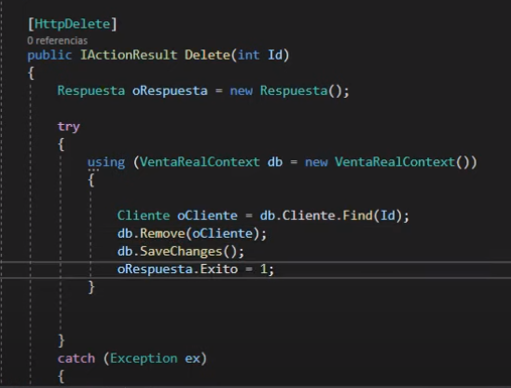 [HttpDelete]
0 referencias
public IActionResult Delete(int Id)
{
Respuesta oRespuesta = new Respuesta();
try
{
using (VentaRealContext db = new VentaRealContext())
{
Cliente oCliente = db.Cliente.Find(Id);
db.Remove(oCliente);
db.SaveChanges();
oRespuesta.Exito = 1;
}
}
catch (Exception ex)
{